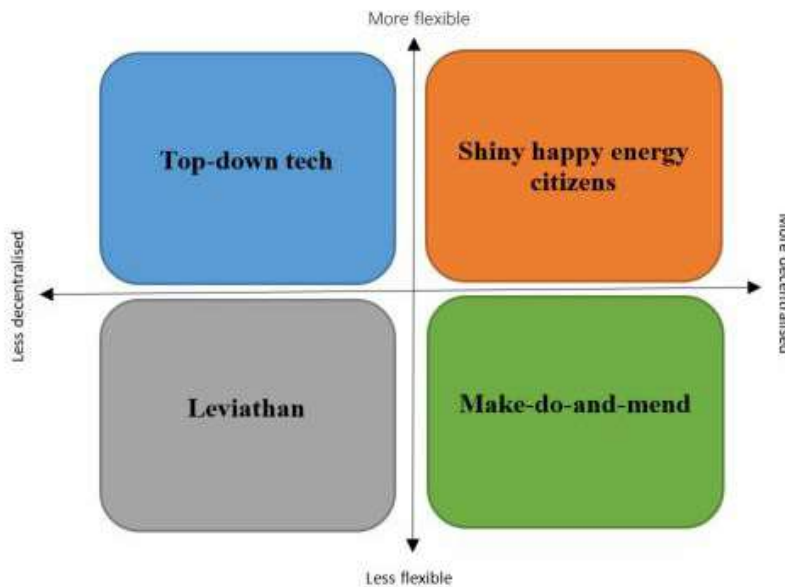 More flexible
Top-down tech
Shiny happy energy
citizens
Less decentralised
More decentralised
Leviathan
Make-do-and-mend
Less flexible